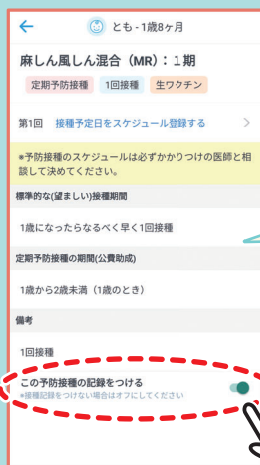 とも - 1歳8ヶ月
麻しん風しん混合（MR）：１期
定期予防接種 1回接種 生ワクチン
第1回 接種予定日をスケジュール登録する
*予防接種のスケジュールは必ずかかりつけの医師と相
談して決めてください。
標準的な(望ましい)接種期間
1歳になったらなるべく早く1回接種
定期予防接種の期間(公費助成)
1歳から2歳未満（1歳のとき）
備考
1回接種
この予防接種の記録をつける
*接種記録をつけない場合はオフにしてください